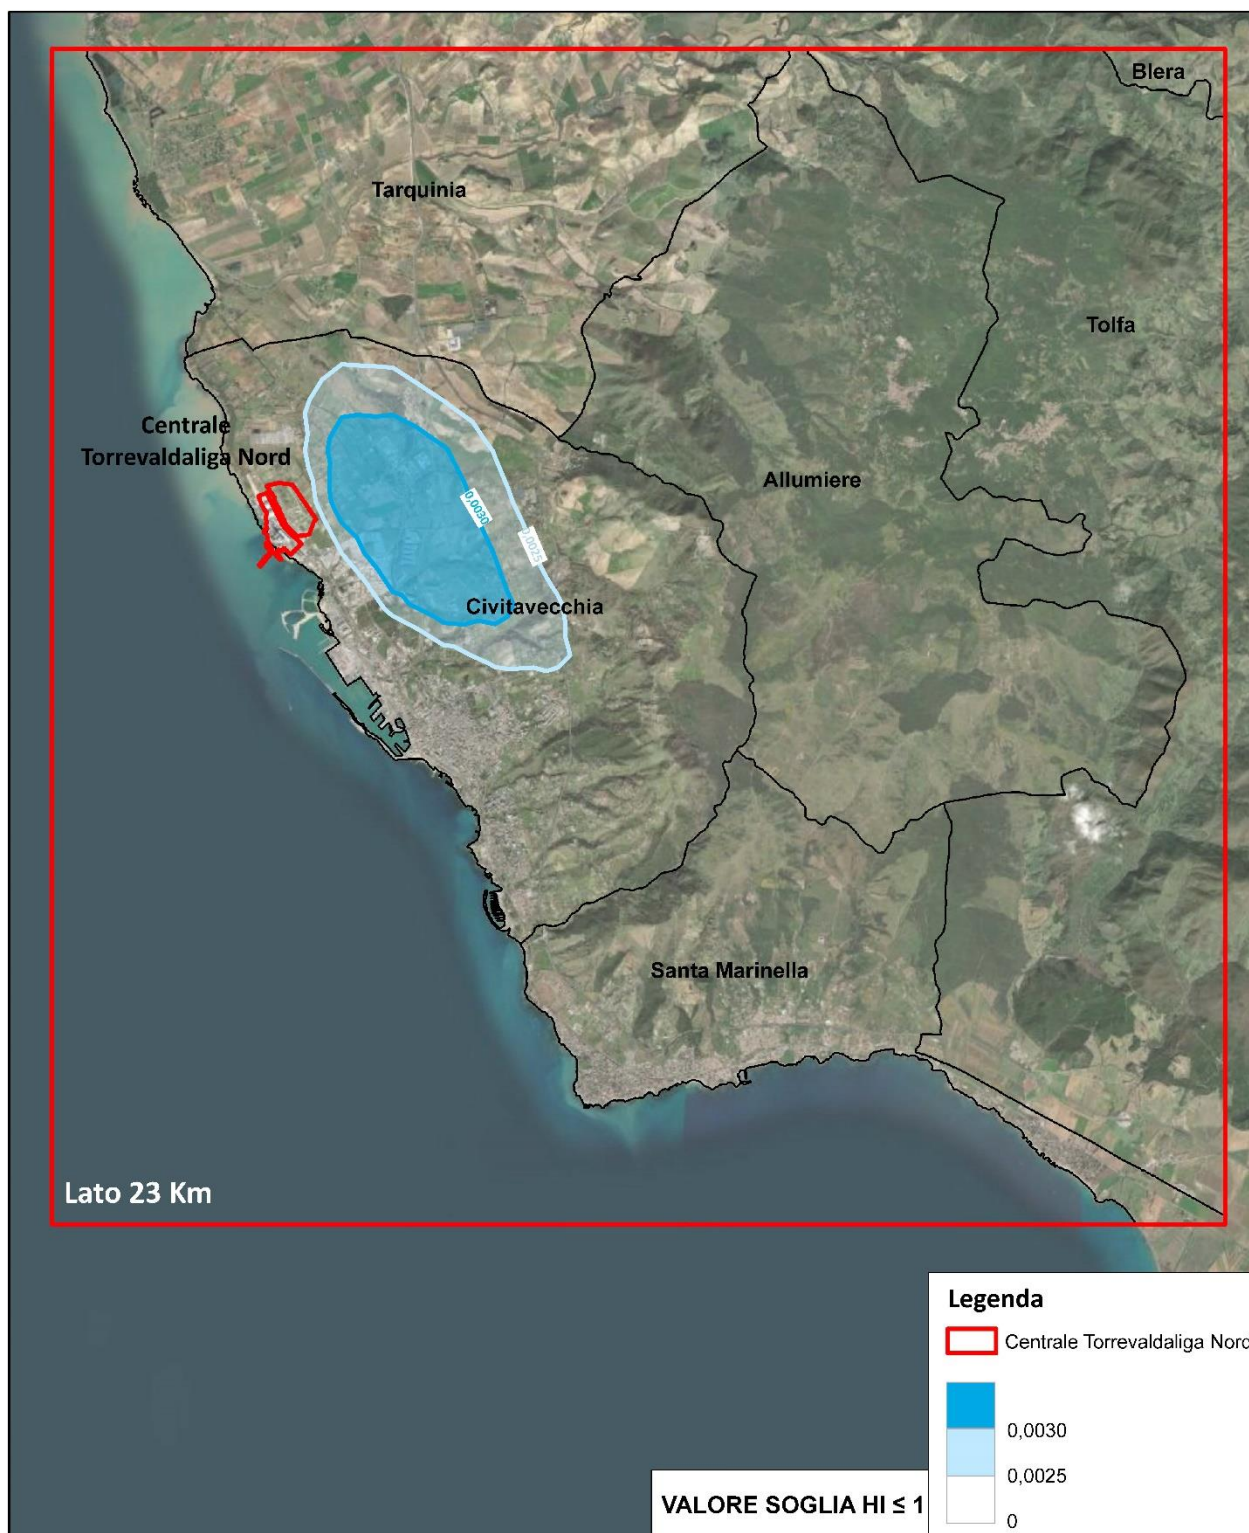 Blera
Tarquinia
Tolfa
Centrale
Torrevaldaliga Nord
Allumiere
0,0030
0,0025
Civitavecchia
Santa Marinella
Lato 23 Km
Legenda
Centrale Torrevaldaliga Nord
0,0030
0,0025
0
VALORE SOGLIA HI ≤ 1